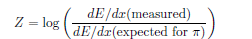 Z = log ( dE/dx(measured) / dE/dx(expected for π) )